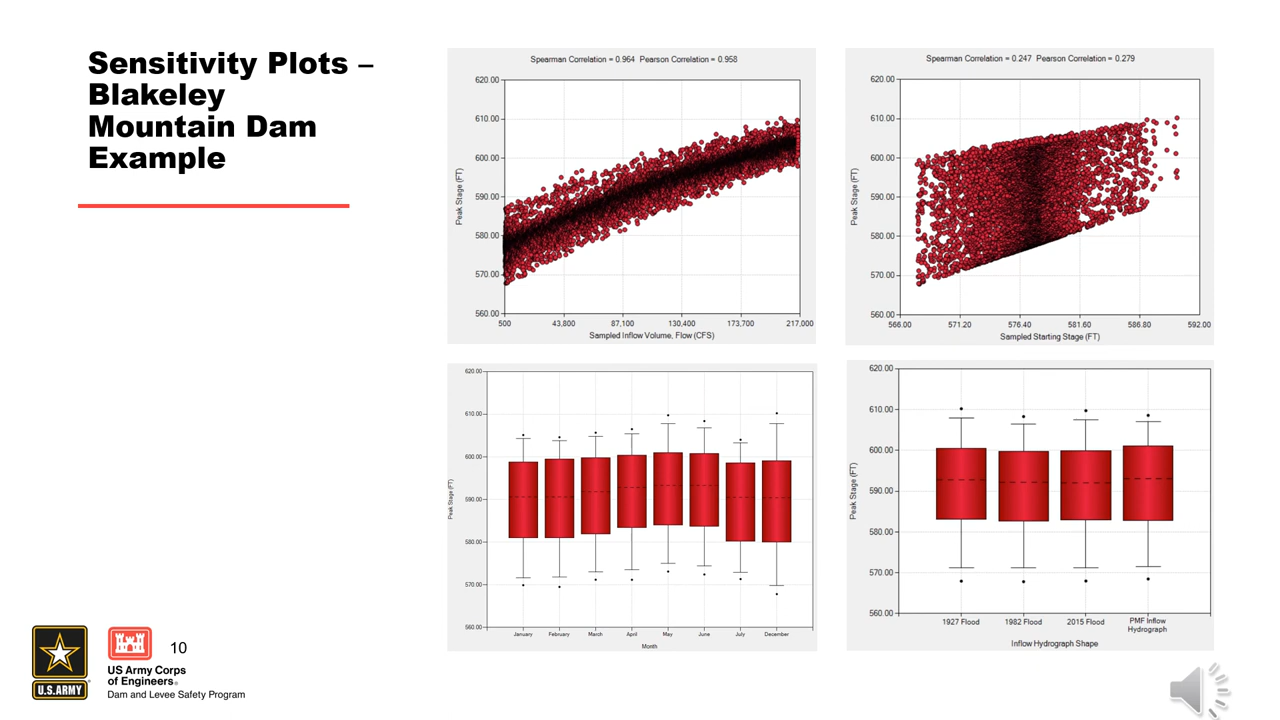 Sensitivity Plots –
Blakeley
Mountain Dam
Example
Spearman Correlation = 0.964 Pearson Correlation = 0.958
620.00
610.00
600.00
590.00
580.00
570.00
560.00
Peak Stage (FT)
500 43,800 87,100 130,400 173,700 217,000
Sampled Inflow Volume, Flow (CFS)
Spearman Correlation = 0.247 Pearson Correlation = 0.279
620.00
610.00
600.00
590.00
580.00
570.00
560.00
Peak Stage (FT)
566.00 571.20 576.40 581.60 586.80 592.00
Sampled Starting Stage (FT)
620.00
610.00
600.00
590.00
580.00
570.00
560.00
Peak Stage (FT)
January February March April May June July December
Month
620.00
610.00
600.00
590.00
580.00
570.00
560.00
Peak Stage (FT)
1927 Flood 1982 Flood 2015 Flood PMF Inflow
Hydrograph
Inflow Hydrograph Shape
U.S.ARMY
10
US Army Corps
of Engineers®
Dam and Levee Safety Program